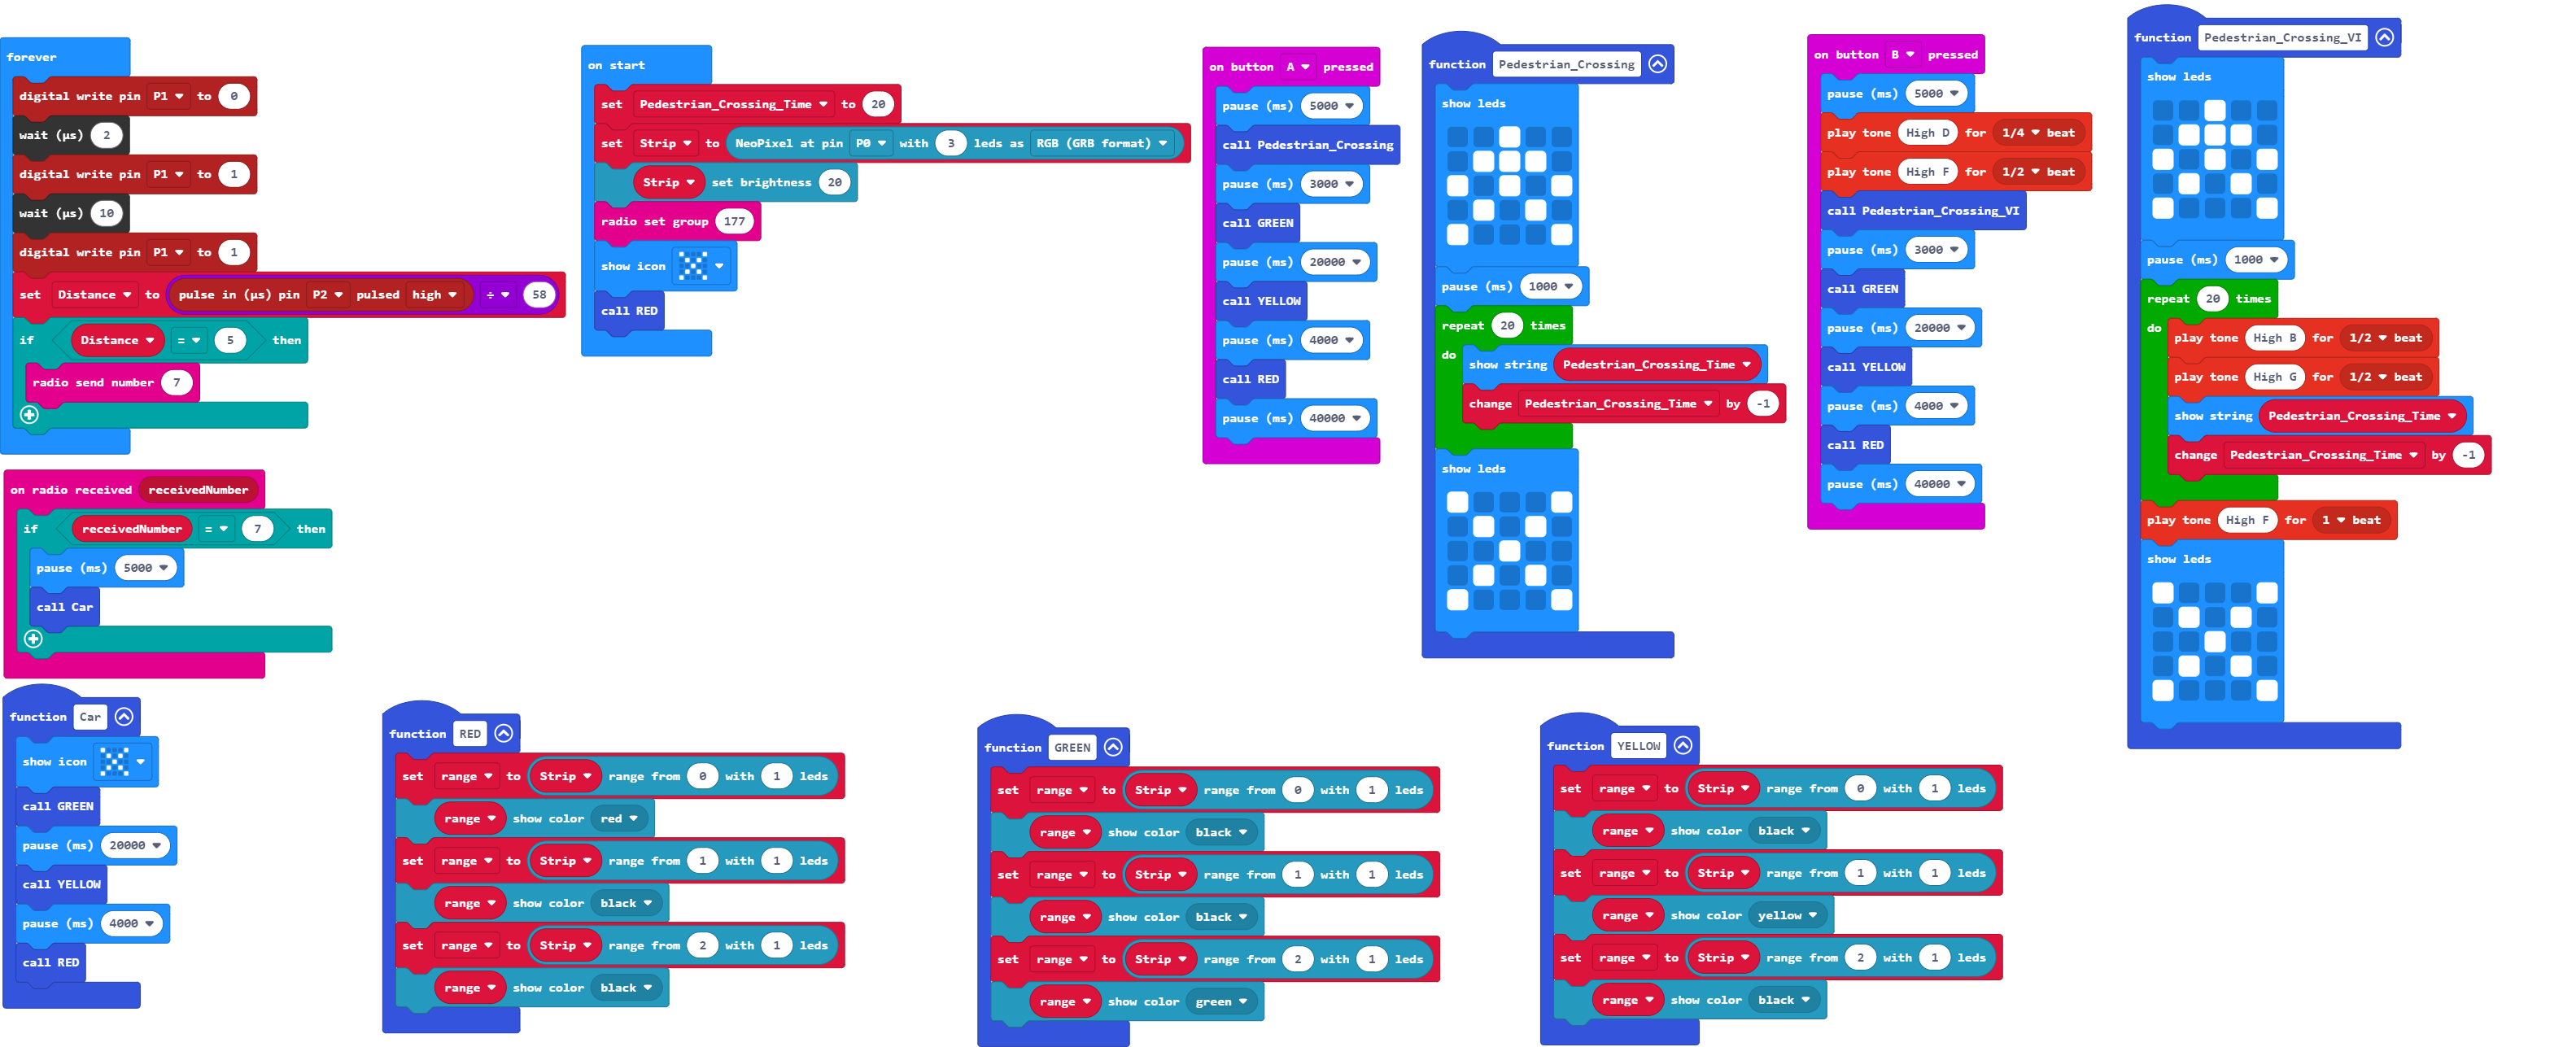 forever
digital write pin P1 to 0
wait (µs) 2
digital write pin P1 to 1
wait (µs) 10
digital write pin P1 to 1
set Distance to pulse in (µs) pin P2 pulsed high ÷ 58
if Distance = 5 then
radio send number 7
on radio received receivedNumber
if receivedNumber = 7 then
pause (ms) 5000
call Car
function Car
show icon
call GREEN
pause (ms) 20000
call YELLOW
pause (ms) 4000
call RED
on start
set Pedestrian_Crossing_Time to 20
set Strip to NeoPixel at pin P0 with 3 leds as RGB (GRB format)
Strip set brightness 20
radio set group 177
show icon
call RED
function RED
set range to Strip range from 0 with 1 leds
range show color red
set range to Strip range from 1 with 1 leds
range show color black
set range to Strip range from 2 with 1 leds
range show color black
function GREEN
set range to Strip range from 0 with 1 leds
range show color black
set range to Strip range from 1 with 1 leds
range show color black
set range to Strip range from 2 with 1 leds
range show color green
on button A pressed
pause (ms) 5000
call Pedestrian_Crossing
pause (ms) 3000
call GREEN
pause (ms) 20000
call YELLOW
pause (ms) 4000
call RED
pause (ms) 40000
function Pedestrian_Crossing
show leds
pause (ms) 1000
repeat 20 times
do
show string Pedestrian_Crossing_Time
change Pedestrian_Crossing_Time by -1
show leds
function YELLOW
set range to Strip range from 0 with 1 leds
range show color black
set range to Strip range from 1 with 1 leds
range show color yellow
set range to Strip range from 2 with 1 leds
range show color black
on button B pressed
pause (ms) 5000
play tone High D for 1/4 beat
play tone High F for 1/2 beat
call Pedestrian_Crossing_VI
pause (ms) 3000
call GREEN
pause (ms) 20000
call YELLOW
pause (ms) 4000
call RED
pause (ms) 40000
function Pedestrian_Crossing_VI
show leds
pause (ms) 1000
repeat 20 times
do
play tone High B for 1/2 beat
play tone High G for 1/2 beat
show string Pedestrian_Crossing_Time
change Pedestrian_Crossing_Time by -1
play tone High F for 1 beat
show leds